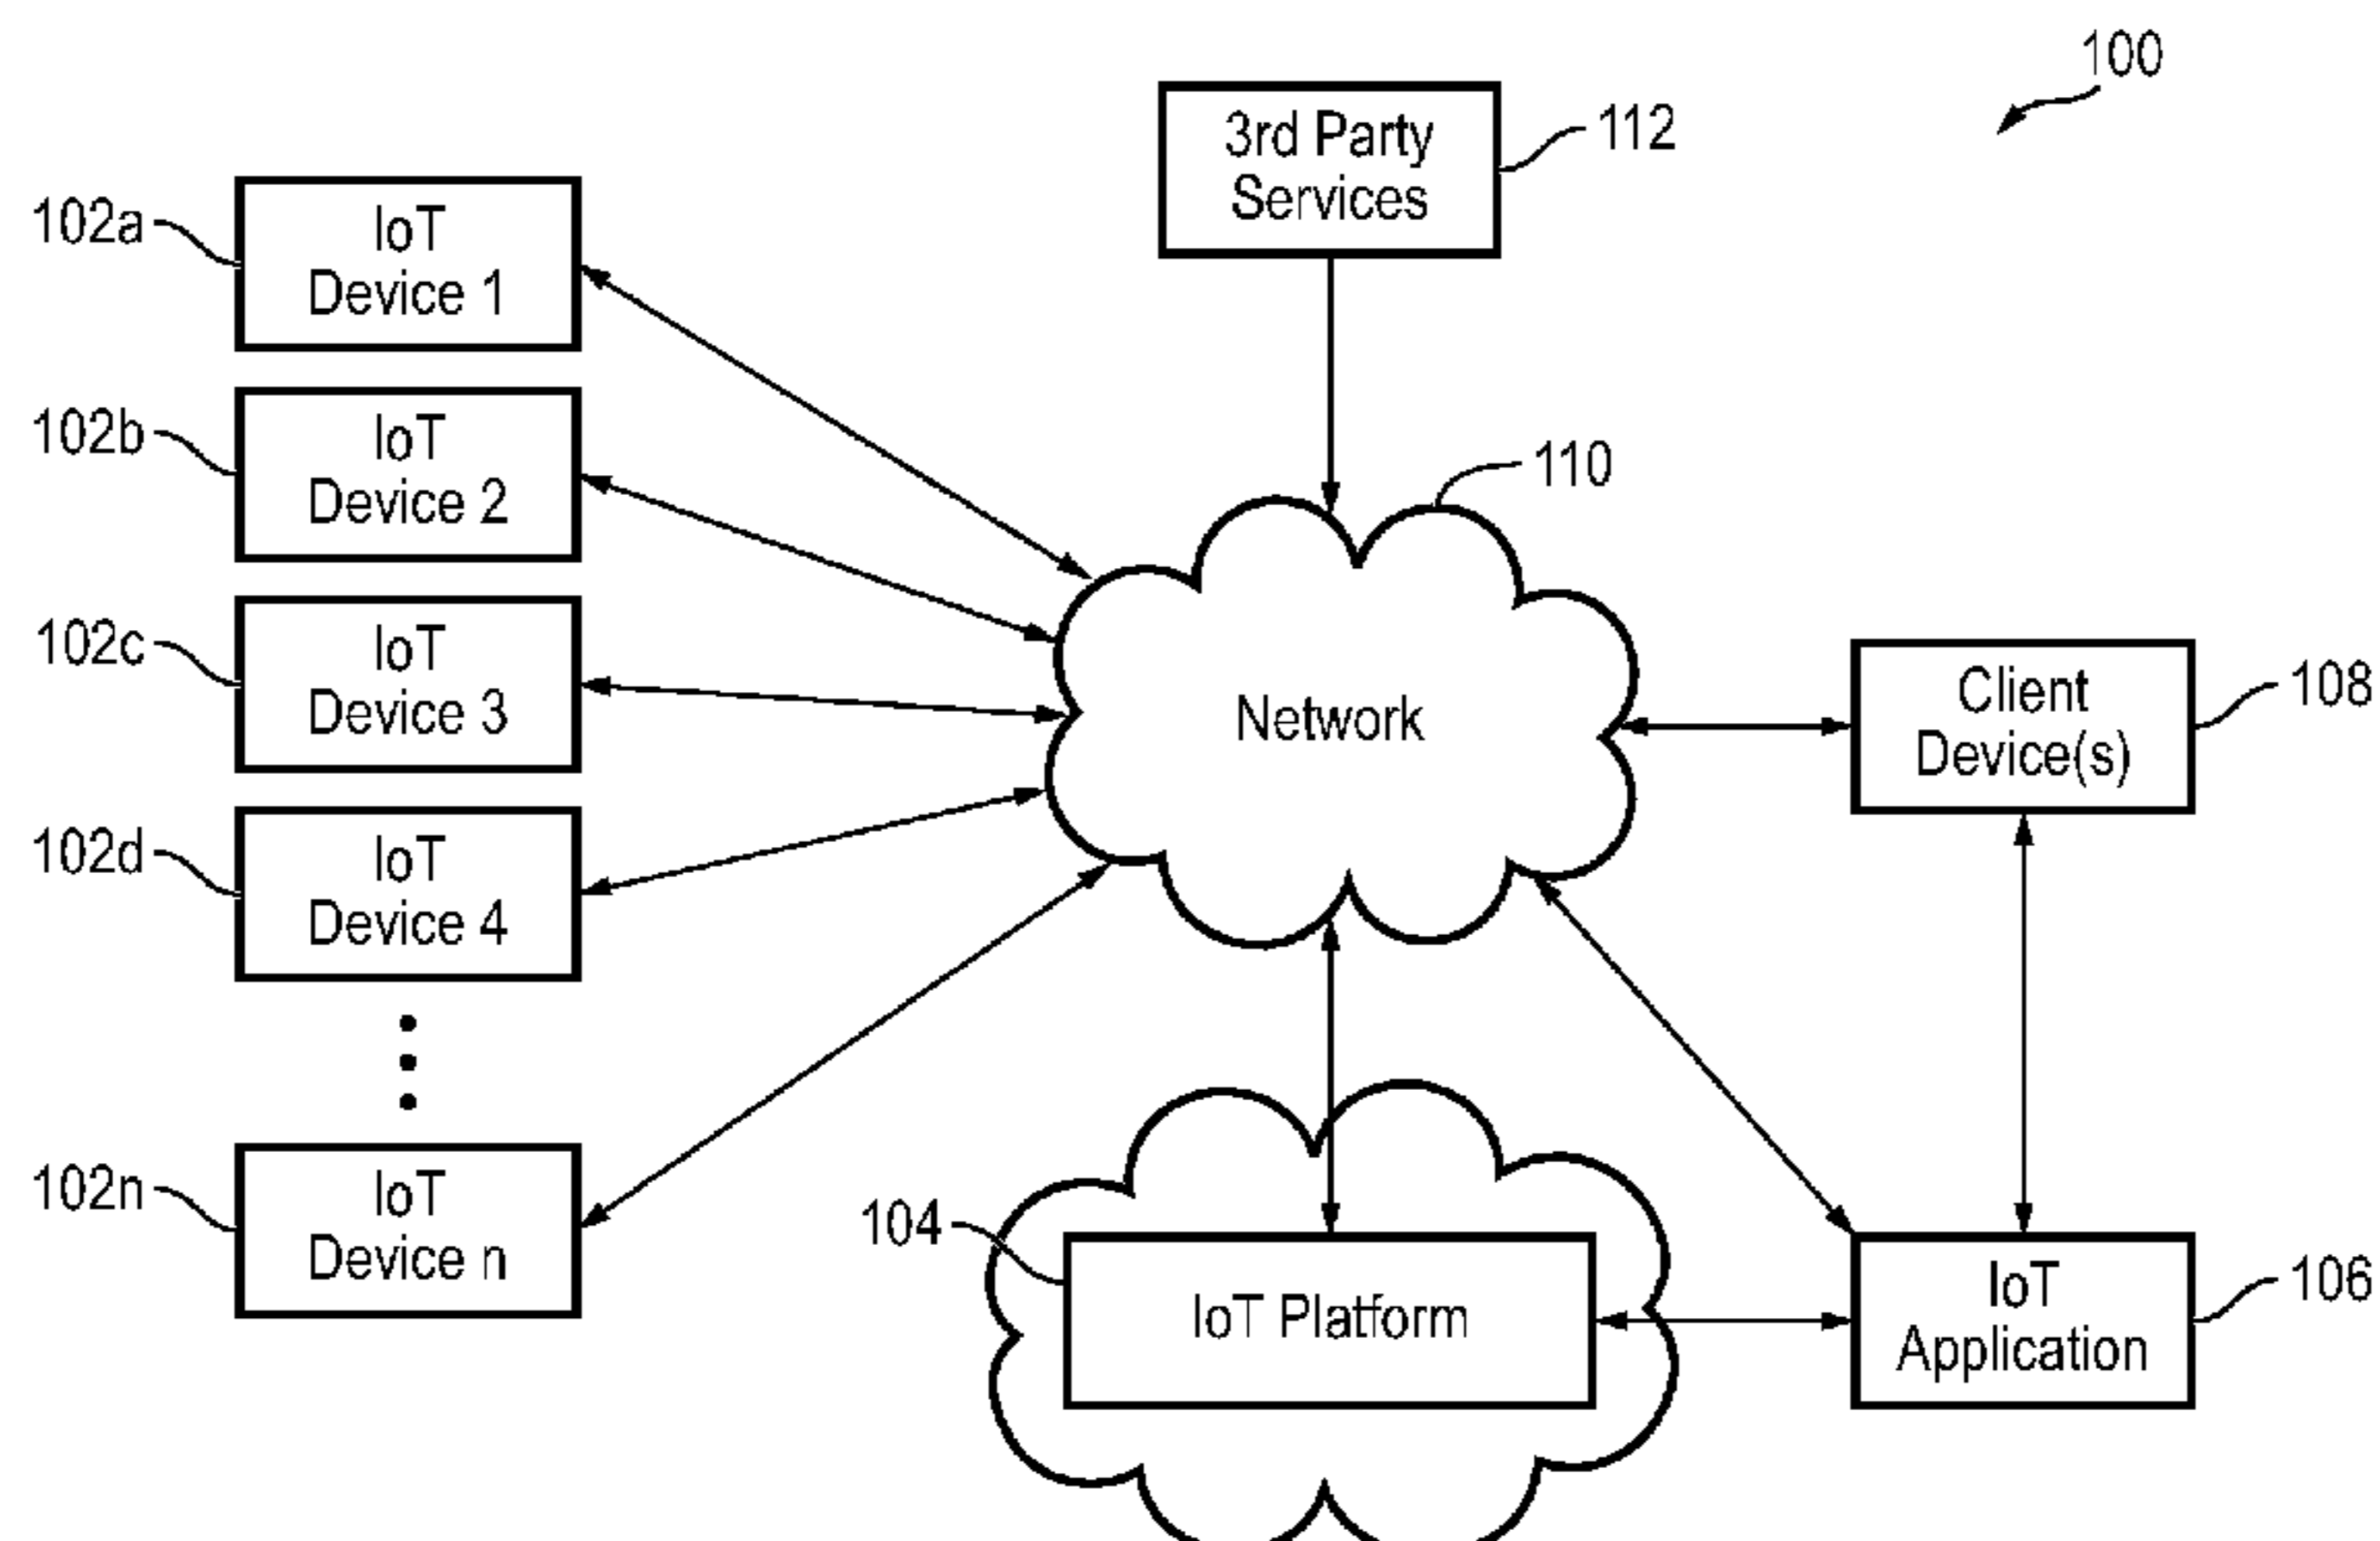 100
3rd Party
Services
112
102a
IoT
Device 1
102b
IoT
Device 2
110
102c
IoT
Device 3
Network
Client
Device(s)
108
102d
IoT
Device 4
102n
IoT
Device n
104
IoT Platform
IoT
Application
106